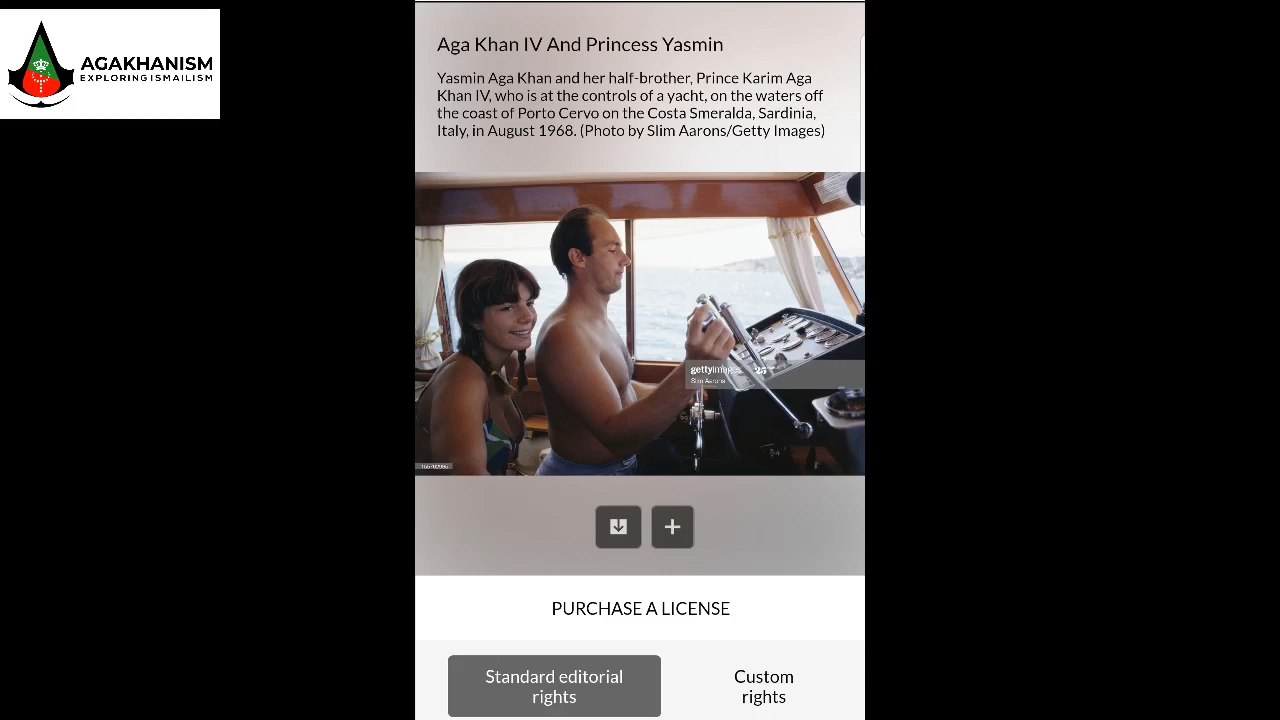 AGAKHANISM
EXPLORING ISMAILISM
Aga Khan IV And Princess Yasmin
Yasmin Aga Khan and her half-brother, Prince Karim Aga
Khan IV, who is at the controls of a yacht, on the waters off
the coast of Porto Cervo on the Costa Smeralda, Sardinia,
Italy, in August 1968. (Photo by Slim Aarons/Getty Images)
gettyimages
Slim Aarons
PURCHASE A LICENSE
Standard editorial
rights
Custom
rights